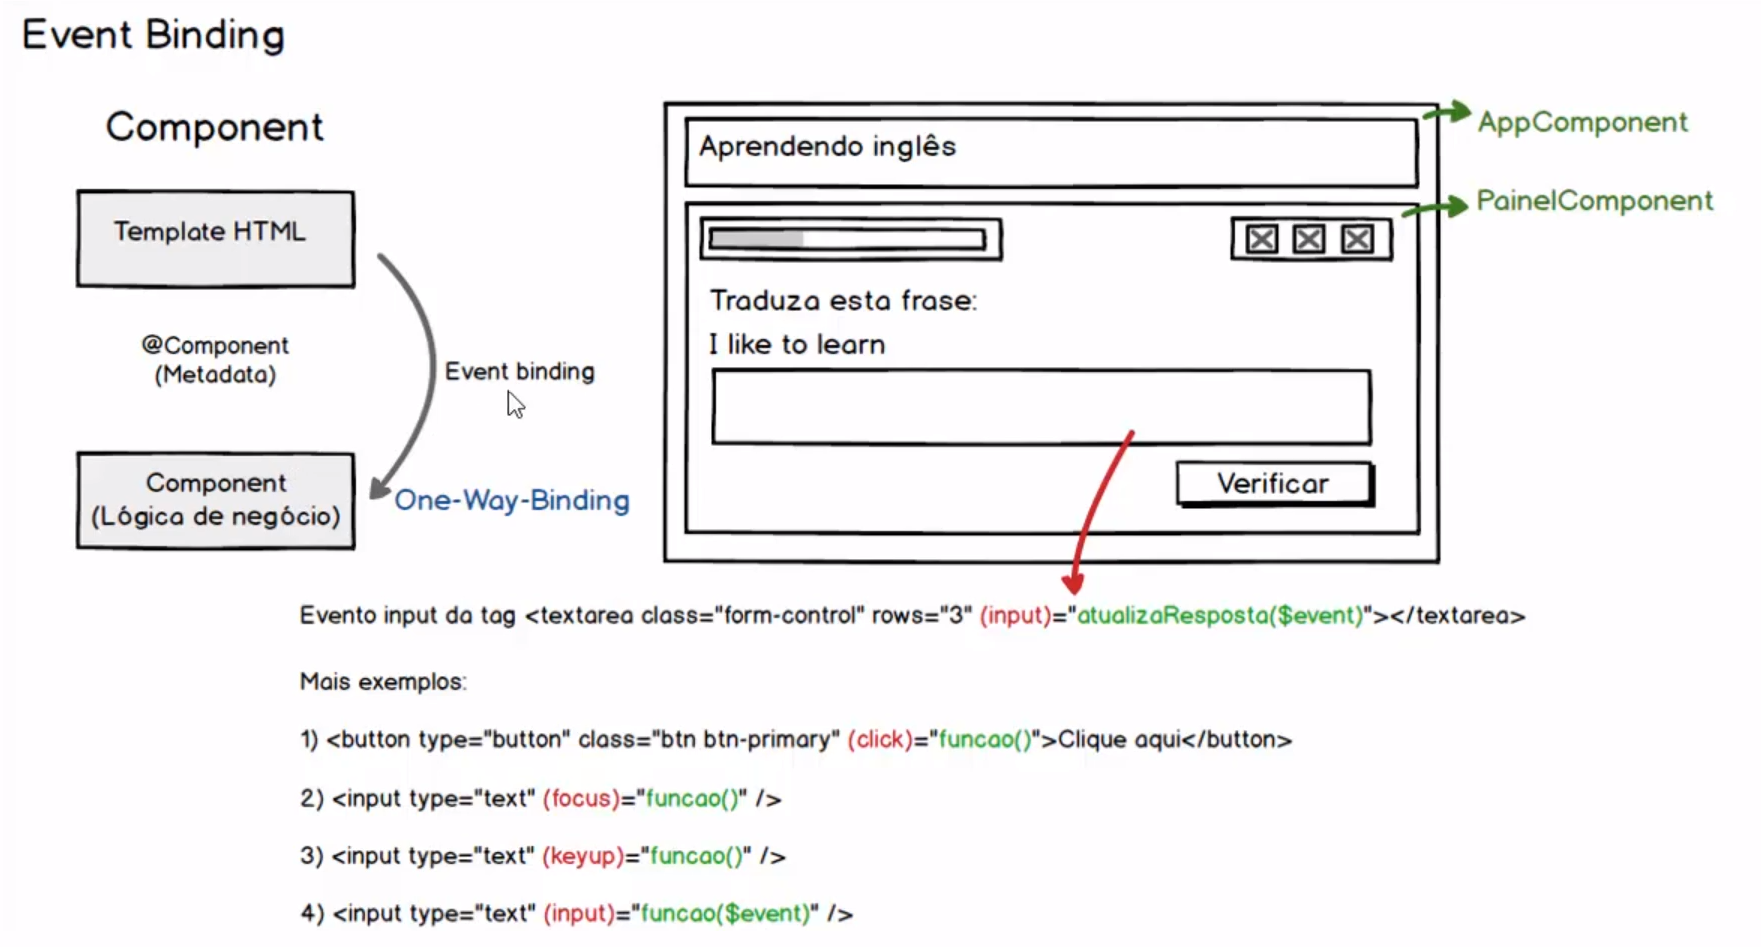 Event Binding
Component
Template HTML
@Component
(Metadata)
Event binding
Component
(Lógica de negócio)
One-Way-Binding
AppComponent
Aprendendo inglês
PainelComponent
Traduza esta frase:
I like to learn
Verificar
Evento input da tag <textarea class="form-control" rows="3" (input)="atualizaResposta($event)"></textarea>
Mais exemplos:
1) <button type="button" class="btn btn-primary" (click)="funcao()">Clique aqui</button>
2) <input type="text" (focus)="funcao()" />
3) <input type="text" (keyup)="funcao()" />
4) <input type="text" (input)="funcao($event)" />